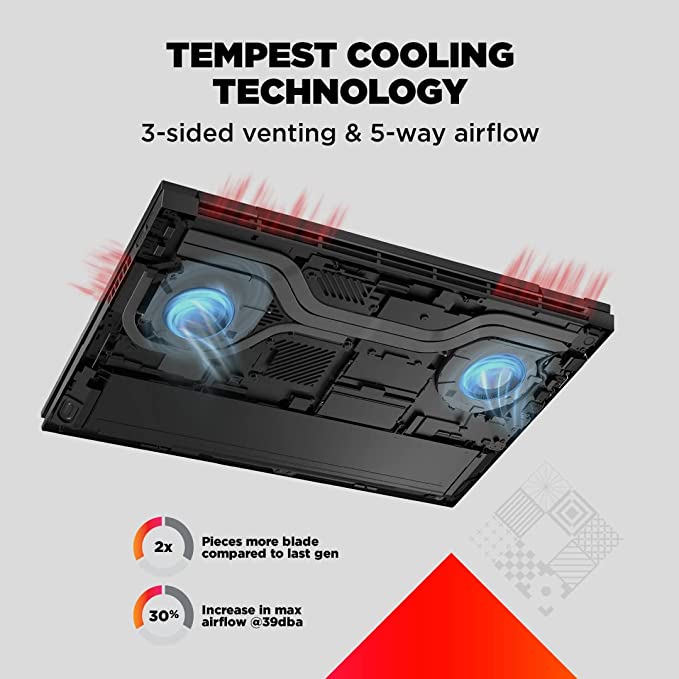 TEMPEST COOLING
TECHNOLOGY
3-sided venting & 5-way airflow
2x
Pieces more blade
compared to last gen
30%
Increase in max
airflow @39dba